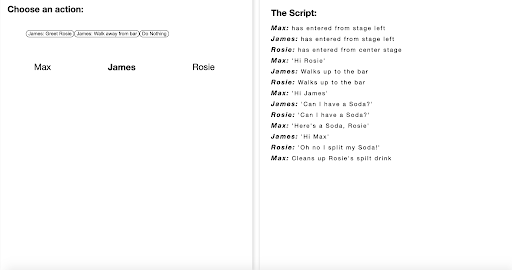 Choose an action:
James: Greet Rosie James: Walk away from bar Do Nothing
Max James Rosie
The Script:
Max: has entered from stage left
James: has entered from stage left
Rosie: has entered from center stage
Max: 'Hi Rosie'
James: Walks up to the bar
Rosie: Walks up to the bar
Max: 'Hi James'
James: 'Can I have a Soda?'
Rosie: 'Can I have a Soda?'
Max: 'Here's a Soda, Rosie'
James: 'Hi Max'
Rosie: 'Oh no I split my Soda!'
Max: Cleans up Rosie's spilt drink